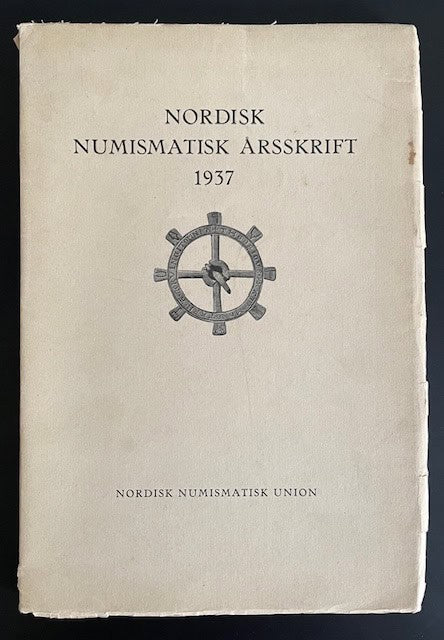 NORDISK
NUMISMATISK ÅRSSKRIFT
1937
NORDISK NUMISMATISK UNION